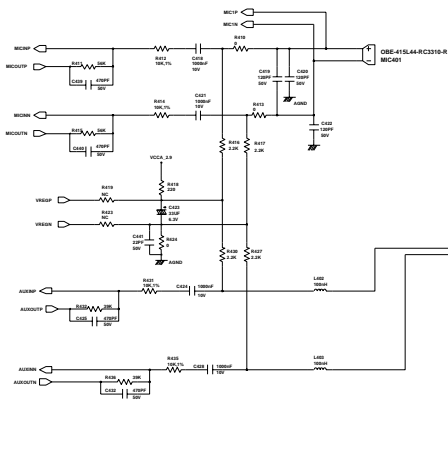 MIC1P
MIC1N
R410
0
MICINP
R412
10K,1%
C418
1000nF
10V
OBE-415L44-RC3310-R
MIC401
MICOUTP
R411
56K
C439
470PF
50V
C419
120PF
50V
C420
120PF
50V
AGND
C421
1000nF
10V
R414
10K,1%
R413
0
MICINN
C422
120PF
50V
MICOUTN
R415
56K
C440
470PF
50V
R416
2.2K
R417
2.2K
VCCA_2.9
R418
220
R419
NC
VREGP
C423
33UF
6.3V
R423
NC
VREGN
C441
22PF
50V
R424
0
AGND
R430
2.2K
R427
2.2K
R431
10K,1%
C424
1000nF
10V
L402
100nH
AUXINP
AUXOUTP
R432
39K
C425
470PF
50V
R435
10K,1%
C428
1000nF
10V
L403
100nH
AUXINN
AUXOUTN
R436
39K
C432
470PF
50V